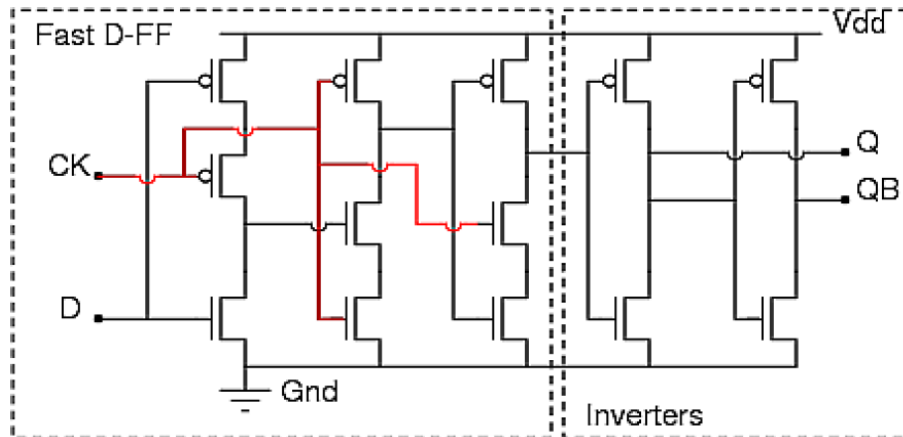 Fast D-FF
Vdd
CK
Q
QB
D
Gnd
Inverters